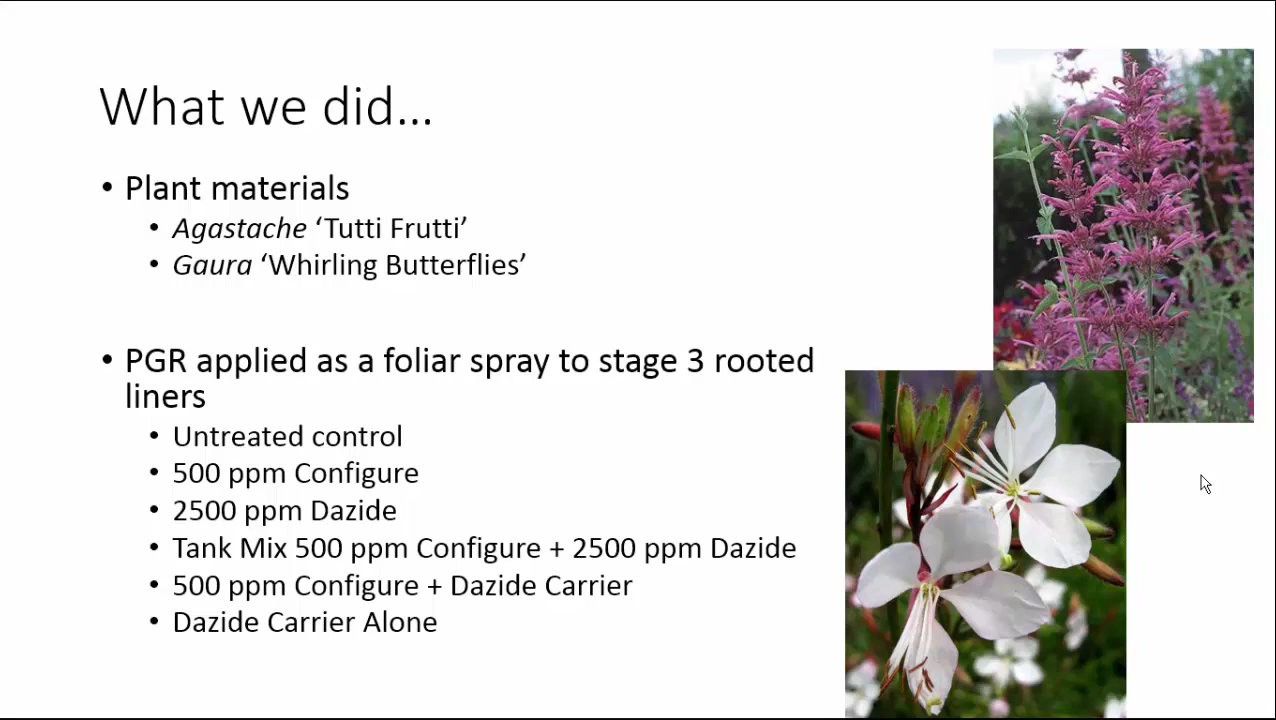 What we did...
• Plant materials
• Agastache ‘Tutti Frutti’
• Gaura ‘Whirling Butterflies’
• PGR applied as a foliar spray to stage 3 rooted
liners
• Untreated control
• 500 ppm Configure
• 2500 ppm Dazide
• Tank Mix 500 ppm Configure + 2500 ppm Dazide
• 500 ppm Configure + Dazide Carrier
• Dazide Carrier Alone